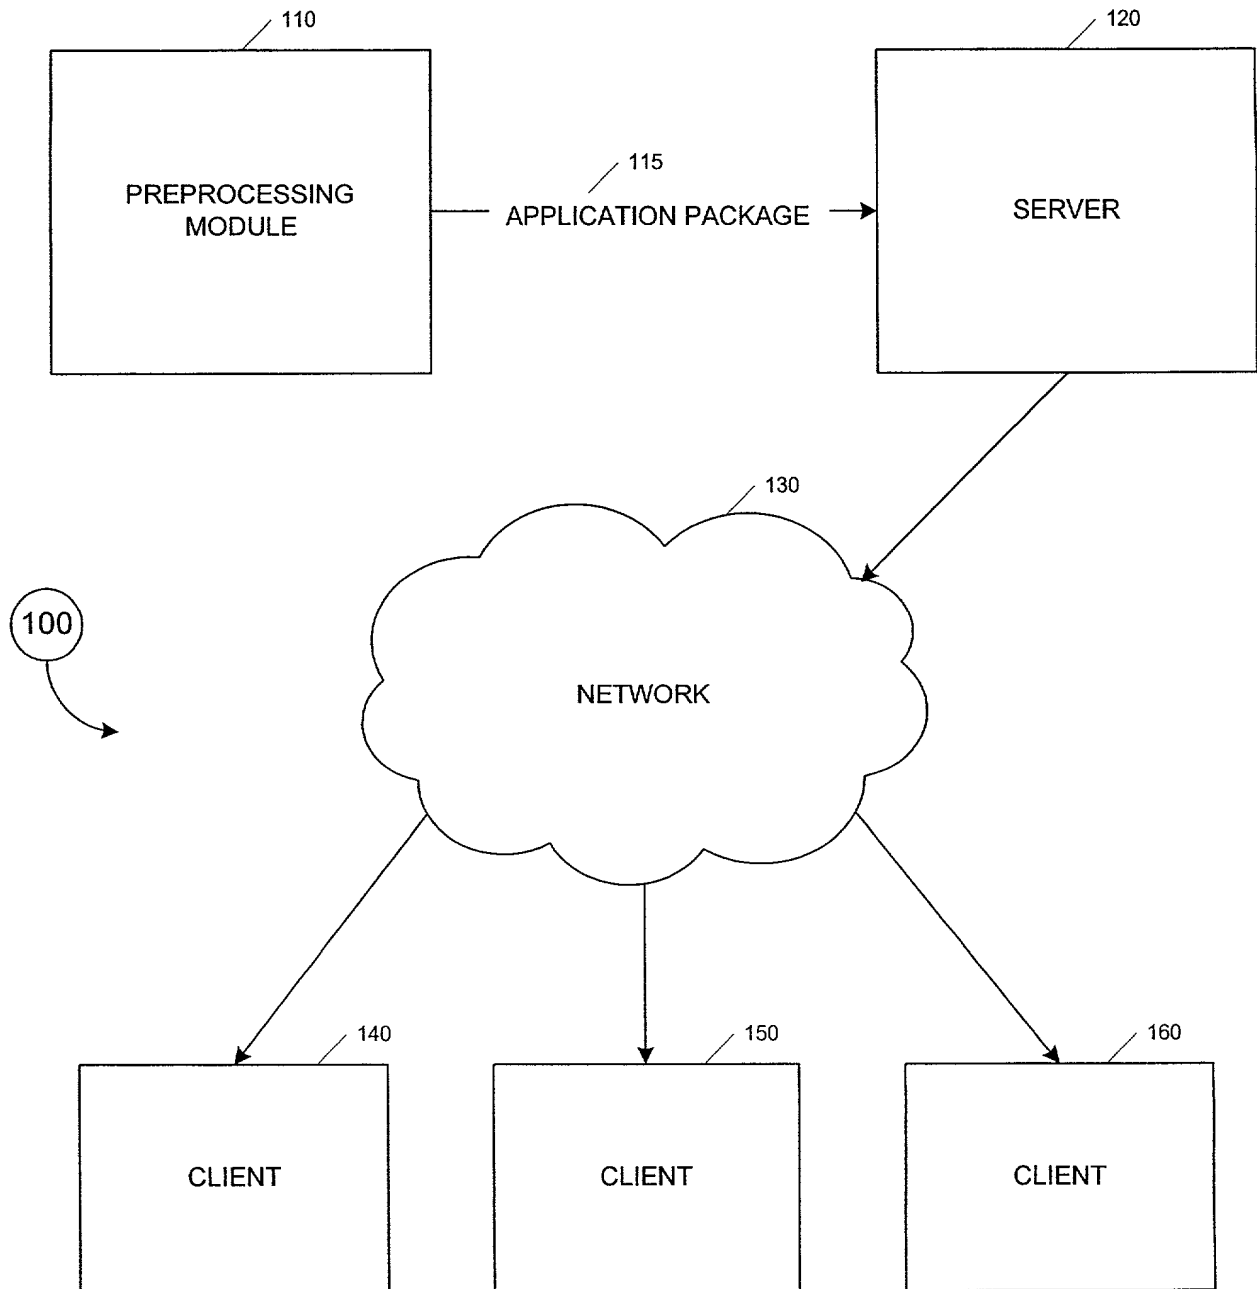 110
120
115
PREPROCESSING
MODULE
APPLICATION PACKAGE
SERVER
130
100
NETWORK
140
150
160
CLIENT
CLIENT
CLIENT